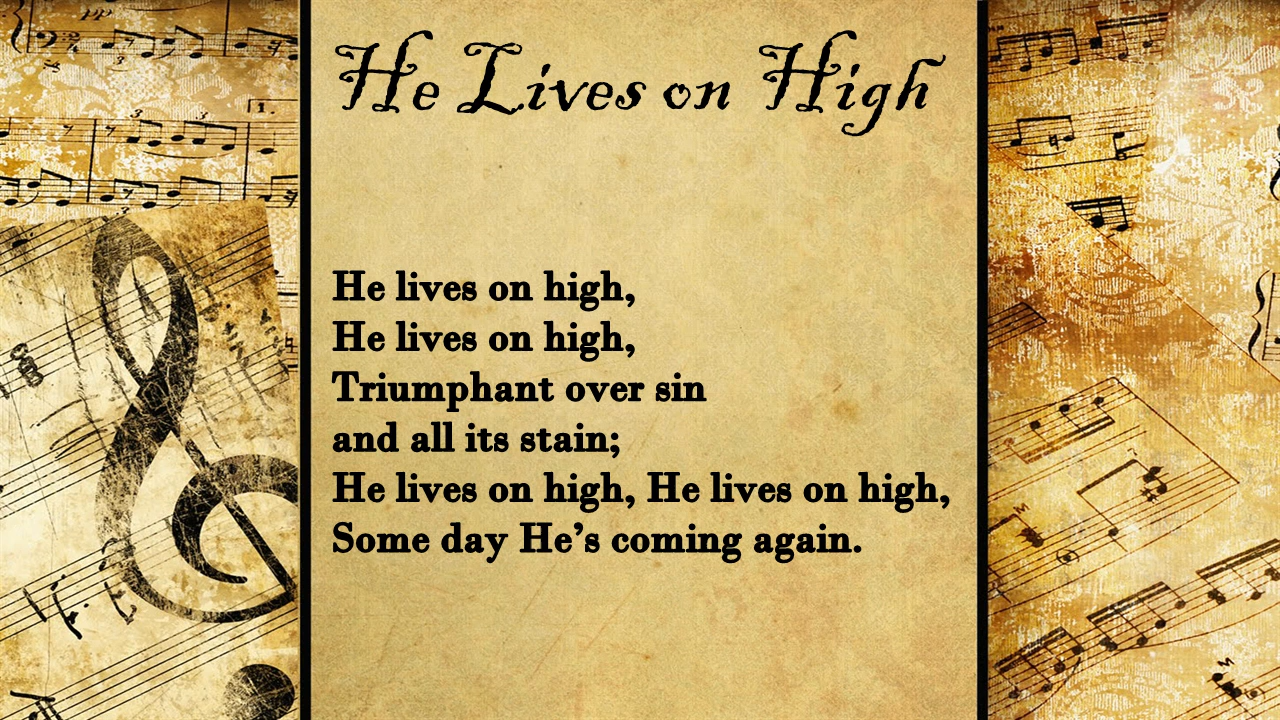 He Lives on High
He lives on high,
He lives on high,
Triumphant over sin
and all its stain;
He lives on high, He lives on high,
Some day He’s coming again.